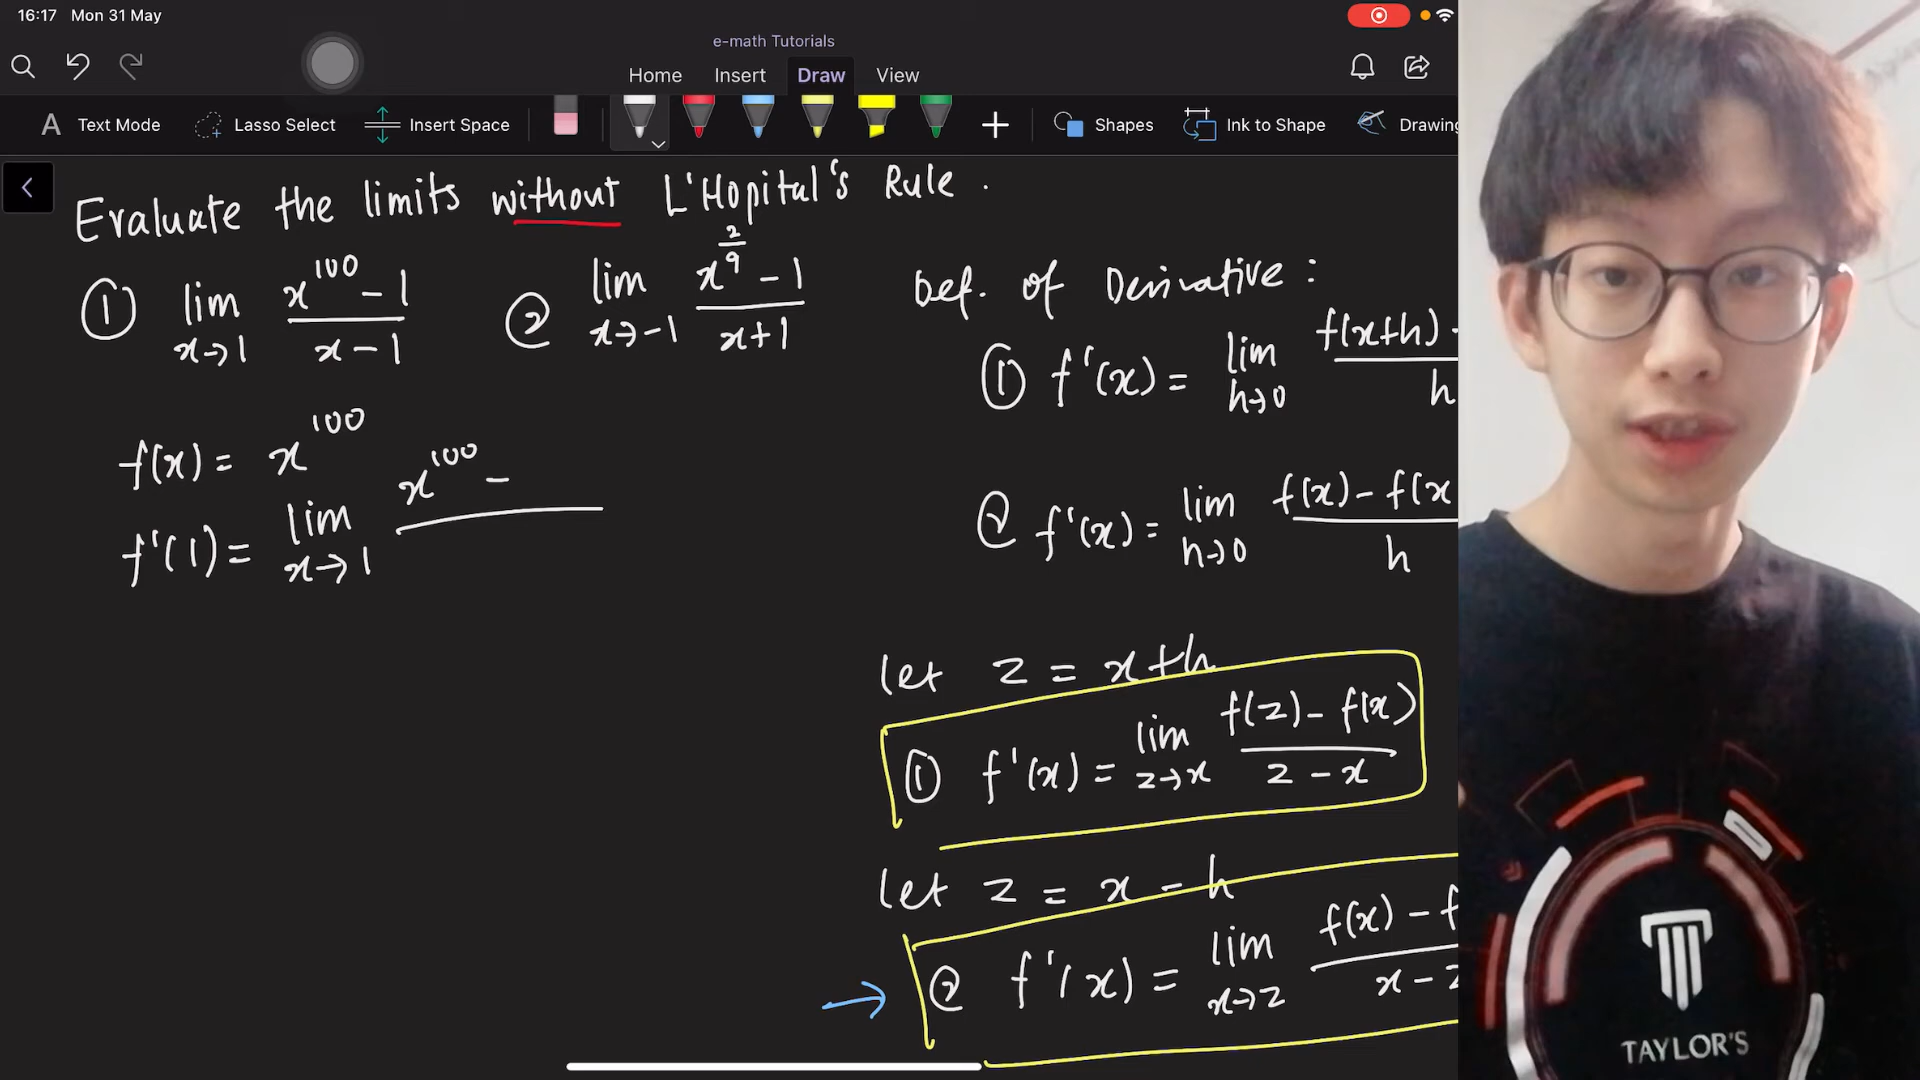 16:17 Mon 31 May
e-math Tutorials
Home Insert Draw View
A Text Mode Lasso Select Insert Space Shapes Ink to Shape Drawing
Evaluate the limits without L'Hopital's Rule.
① lim x→1 (x^100 - 1)/(x - 1) ② lim x→-1 (x^(2/9) - 1)/(x+1)
f(x) = x^100
f'(1) = lim x→1 x^100 -
Def. of Derivative:
① f'(x) = lim h→0 f(x+h) - / h
② f'(x) = lim h→0 f(x) - f(x / h
let z = x+h
① f'(x) = lim z→x (f(z) - f(x))/(z - x)
let z = x - h
② f'(x) = lim x→z f(x) - f / x - z
TAYLOR'S